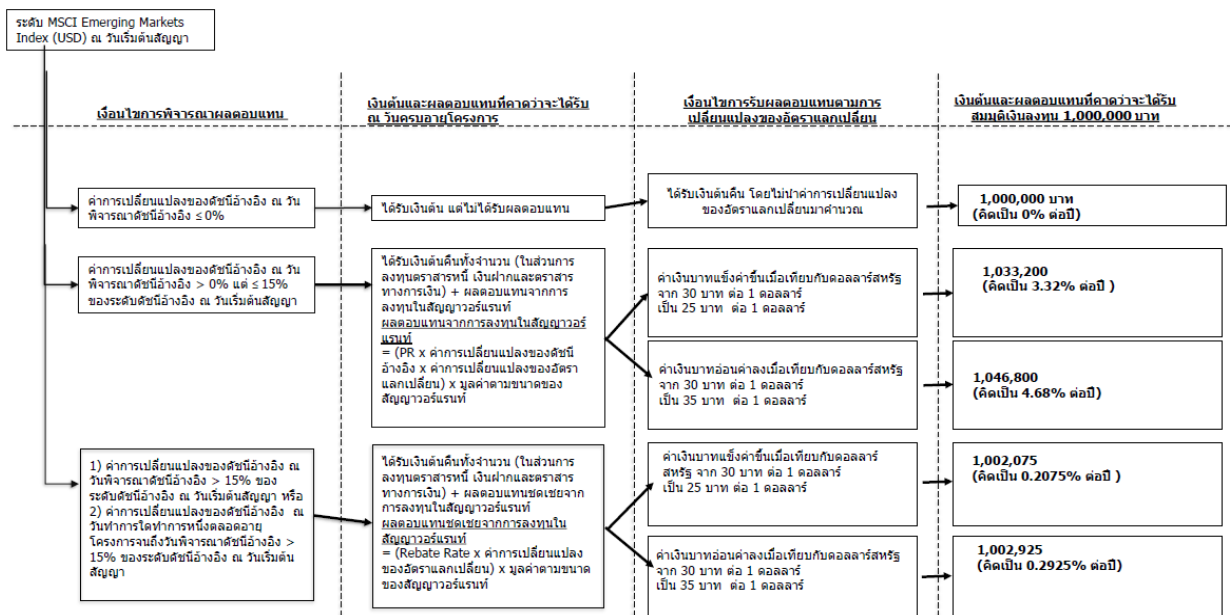 ระดับ MSCI Emerging Markets
Index (USD) ณ วันเริ่มต้นสัญญา
เงื่อนไขการพิจารณาผลตอบแทน
เงินต้นและผลตอบแทนที่คาดว่าจะได้รับ
ณ วันครบอายุโครงการ
เงื่อนไขการรับผลตอบแทนตามการ
เปลี่ยนแปลงของอัตราแลกเปลี่ยน
เงินต้นและผลตอบแทนที่คาดว่าจะได้รับ
สมมติเงินลงทุน 1,000,000 บาท
ค่าการเปลี่ยนแปลงของดัชนีอ้างอิง ณ วัน
พิจารณาดัชนีอ้างอิง ≤ 0%
ได้รับเงินต้น แต่ไม่ได้รับผลตอบแทน
ได้รับเงินต้นคืน โดยไม่นำค่าการเปลี่ยนแปลง
ของอัตราแลกเปลี่ยนมาคำนวณ
1,000,000 บาท
(คิดเป็น 0% ต่อปี)
ค่าการเปลี่ยนแปลงของดัชนีอ้างอิง ณ วัน
พิจารณาดัชนีอ้างอิง > 0% แต่ ≤ 15%
ของระดับดัชนีอ้างอิง ณ วันเริ่มต้นสัญญา
ได้รับเงินต้นคืนทั้งจำนวน (ในส่วนการ
ลงทุนตราสารหนี้ เงินฝากและตราสาร
ทางการเงิน) + ผลตอบแทนจากการ
ลงทุนในสัญญาวอร์แรนท์
ผลตอบแทนจากการลงทุนในสัญญาวอร์
แรนท์
= (PR x ค่าการเปลี่ยนแปลงของดัชนี
อ้างอิง x ค่าการเปลี่ยนแปลงของอัตรา
แลกเปลี่ยน) x มูลค่าตามขนาดของ
สัญญาวอร์แรนท์
ค่าเงินบาทแข็งค่าขึ้นเมื่อเทียบกับดอลลาร์สหรัฐ
จาก 30 บาท ต่อ 1 ดอลลาร์
เป็น 25 บาท ต่อ 1 ดอลลาร์
1,033,200
(คิดเป็น 3.32% ต่อปี )
ค่าเงินบาทอ่อนค่าลงเมื่อเทียบกับดอลลาร์สหรัฐ
จาก 30 บาท ต่อ 1 ดอลลาร์
เป็น 35 บาท ต่อ 1 ดอลลาร์
1,046,800
(คิดเป็น 4.68% ต่อปี)
1) ค่าการเปลี่ยนแปลงของดัชนีอ้างอิง ณ
วันพิจารณาดัชนีอ้างอิง > 15% ของ
ระดับดัชนีอ้างอิง ณ วันเริ่มต้นสัญญา หรือ
2) ค่าการเปลี่ยนแปลงของดัชนีอ้างอิง ณ
วันทำการใดทำการหนึ่งตลอดอายุ
โครงการจนถึงวันพิจารณาดัชนีอ้างอิง >
15% ของระดับดัชนีอ้างอิง ณ วันเริ่มต้น
สัญญา
ได้รับเงินต้นคืนทั้งจำนวน (ในส่วนการ
ลงทุนตราสารหนี้ เงินฝากและตราสาร
ทางการเงิน) + ผลตอบแทนชดเชยจาก
การลงทุนในสัญญาวอร์แรนท์
ผลตอบแทนชดเชยจากการลงทุนใน
สัญญาวอร์แรนท์
= (Rebate Rate x ค่าการเปลี่ยนแปลง
ของอัตราแลกเปลี่ยน) x มูลค่าตามขนาด
ของสัญญาวอร์แรนท์
ค่าเงินบาทแข็งค่าขึ้นเมื่อเทียบกับดอลลาร์
สหรัฐ จาก 30 บาท ต่อ 1 ดอลลาร์
เป็น 25 บาท ต่อ 1 ดอลลาร์
1,002,075
(คิดเป็น 0.2075% ต่อปี )
ค่าเงินบาทอ่อนค่าลงเมื่อเทียบกับดอลลาร์สหรัฐ
จาก 30 บาท ต่อ 1 ดอลลาร์
เป็น 35 บาท ต่อ 1 ดอลลาร์
1,002,925
(คิดเป็น 0.2925% ต่อปี)